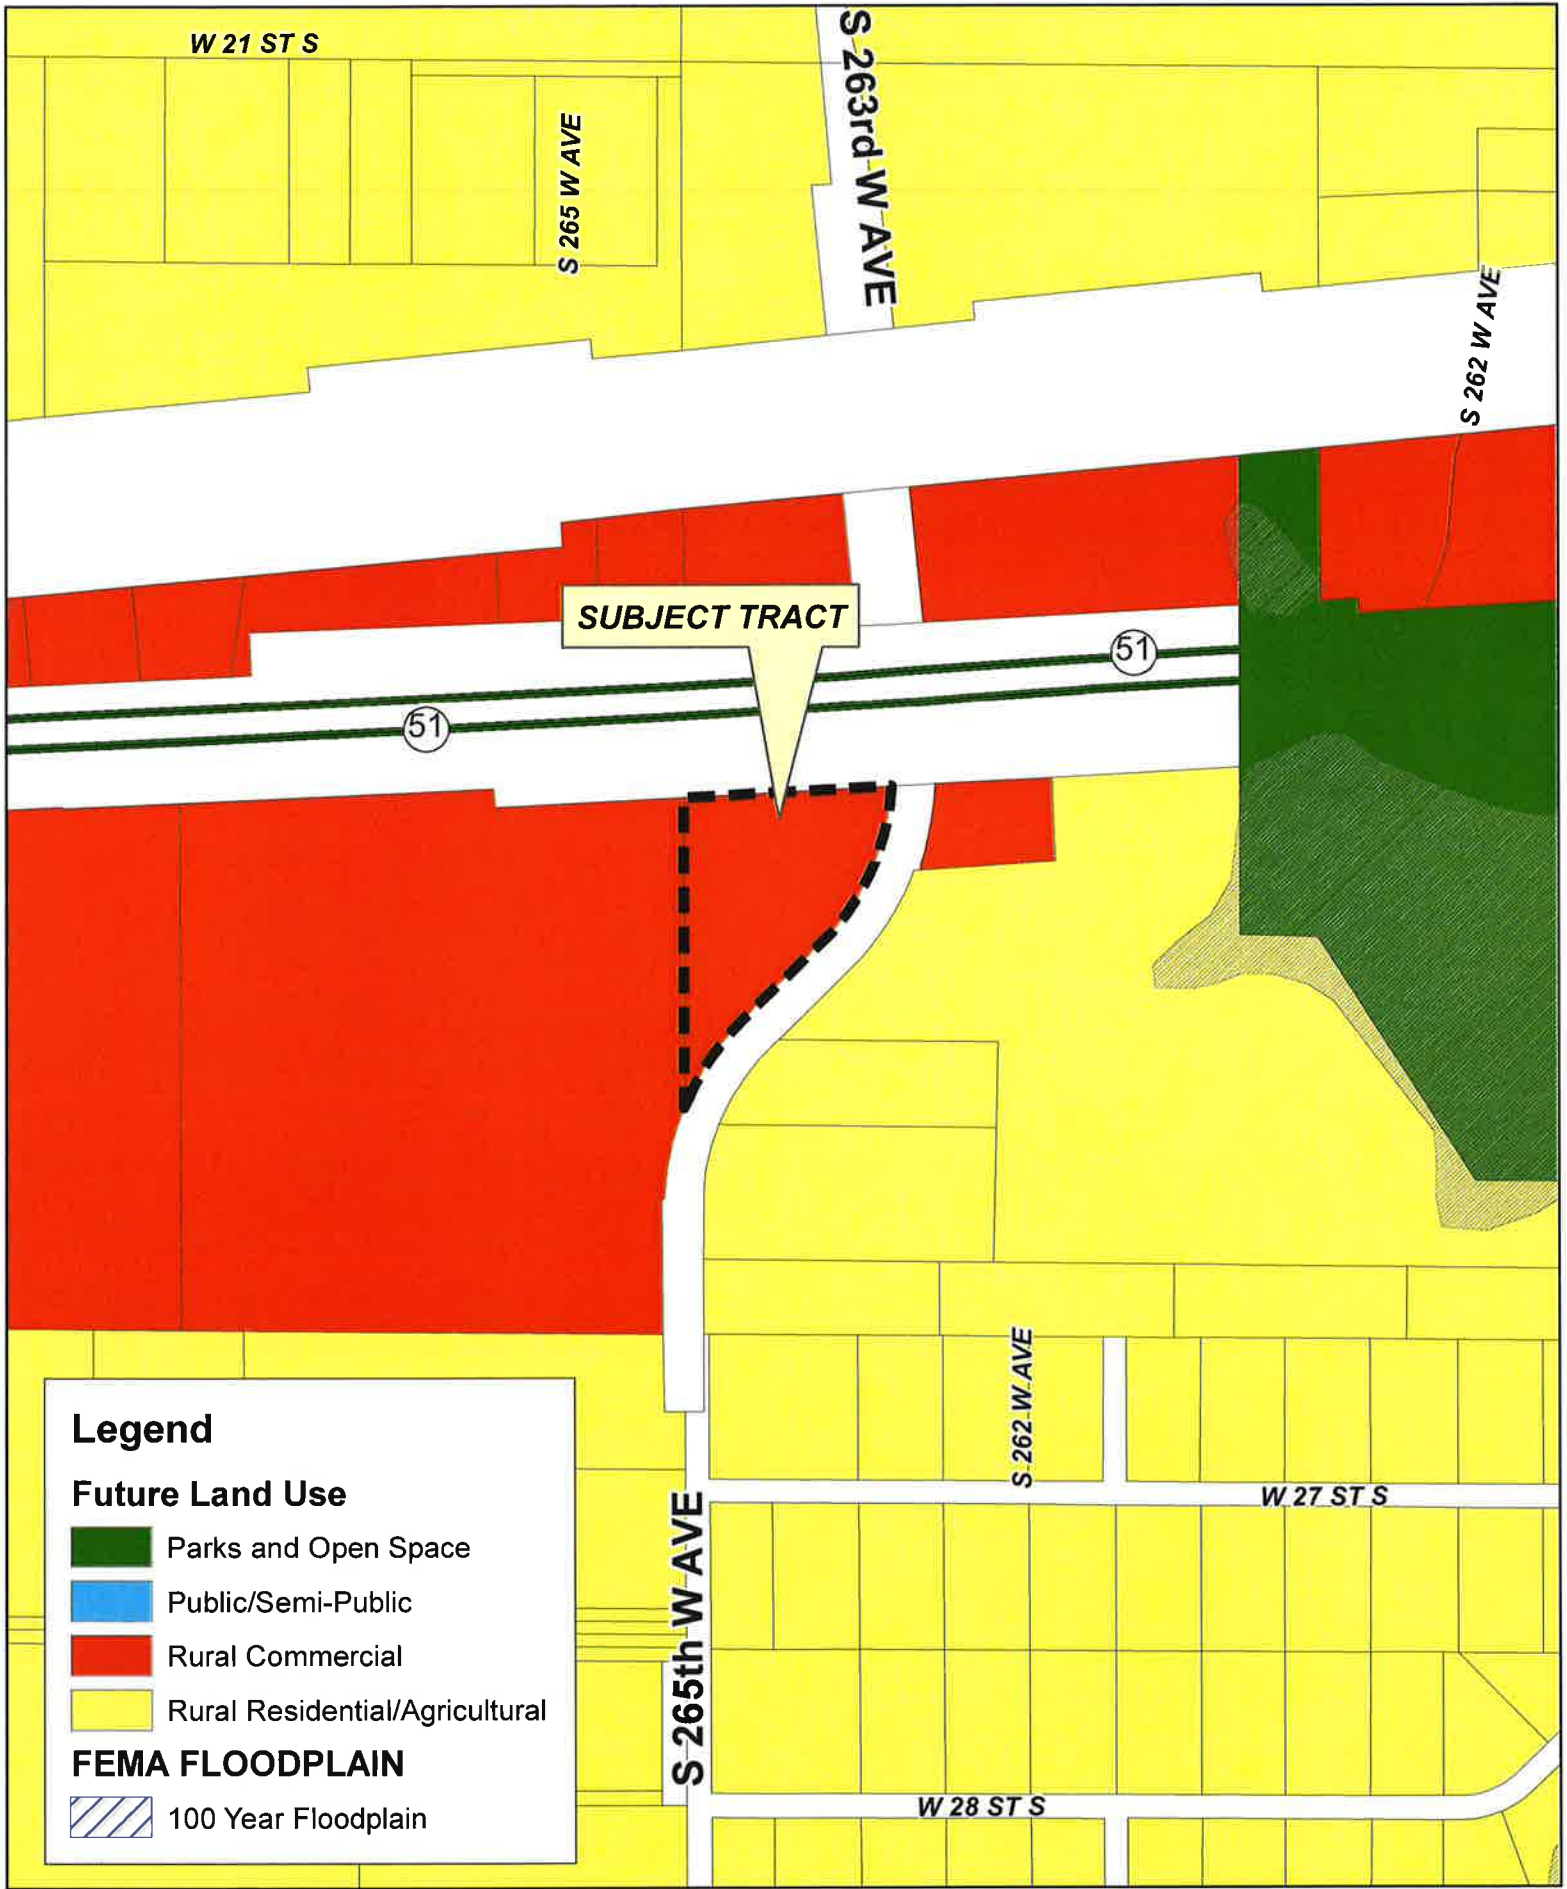 W 21 ST S
S 263rd W AVE
S 265 W AVE
S 262 W AVE
SUBJECT TRACT
51
51
S 262 W AVE
Legend
Future Land Use
Parks and Open Space
Public/Semi-Public
Rural Commercial
Rural Residential/Agricultural
FEMA FLOODPLAIN
100 Year Floodplain
W 27 ST S
S 265th W AVE
W 28 ST S